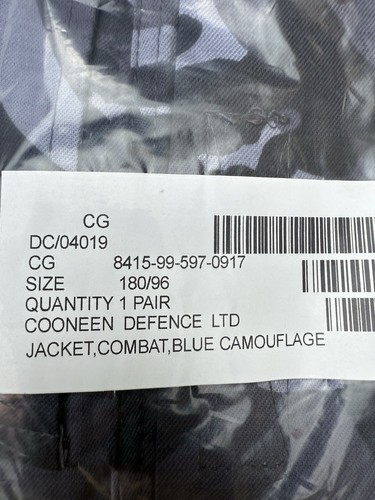 CG
DC/04019
CG 8415-99-597-0917
SIZE 180/96
QUANTITY 1 PAIR
COONEEN DEFENCE LTD
JACKET,COMBAT,BLUE CAMOUFLAGE